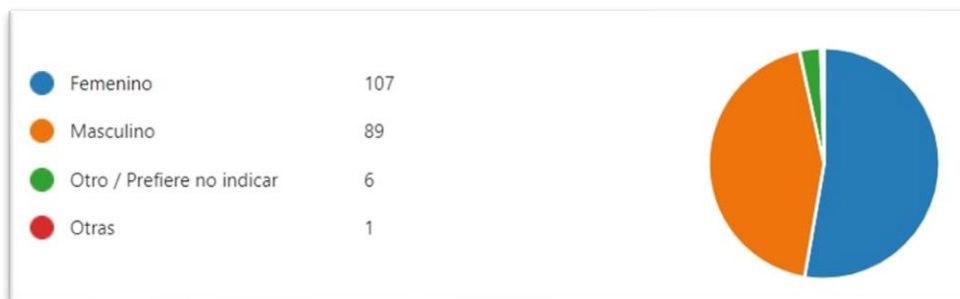 Femenino 107
Masculino 89
Otro / Prefiere no indicar 6
Otras 1